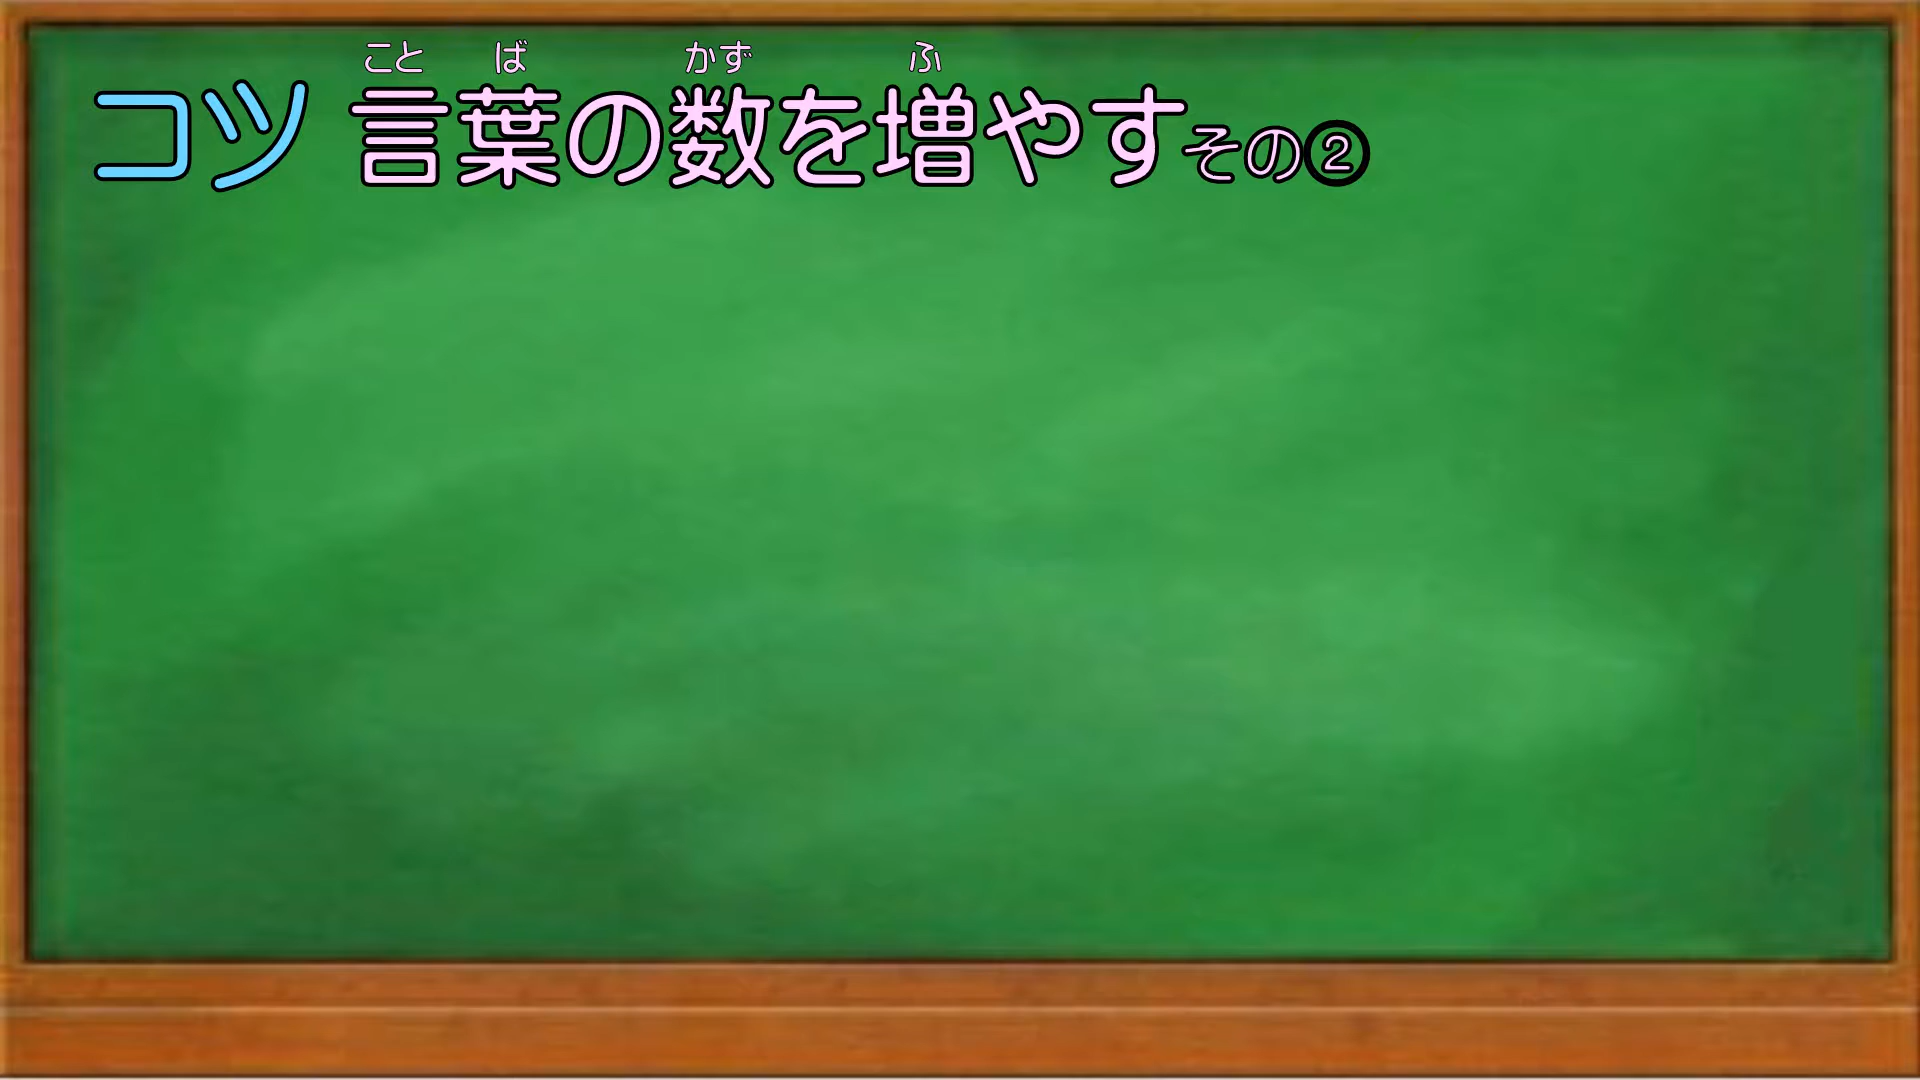 こと ば かず ふ
コツ 言葉の数を増やすその②